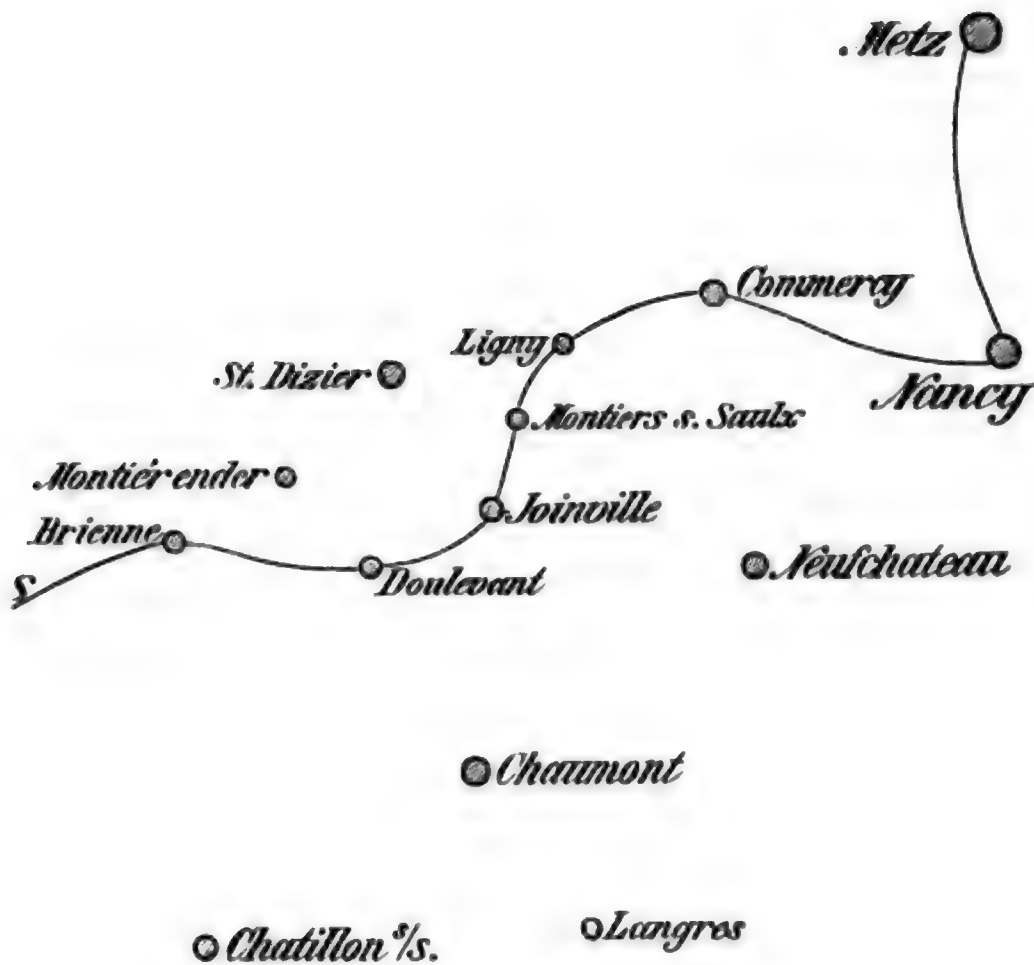 Metz
Commercy
Ligny
St. Dizier
Nancy
Montiers s. Saulx
Montiérender
Joinville
Brienne
Neufchateau
Doulevant
S
Chaumont
Chatillon s/s.
Langres